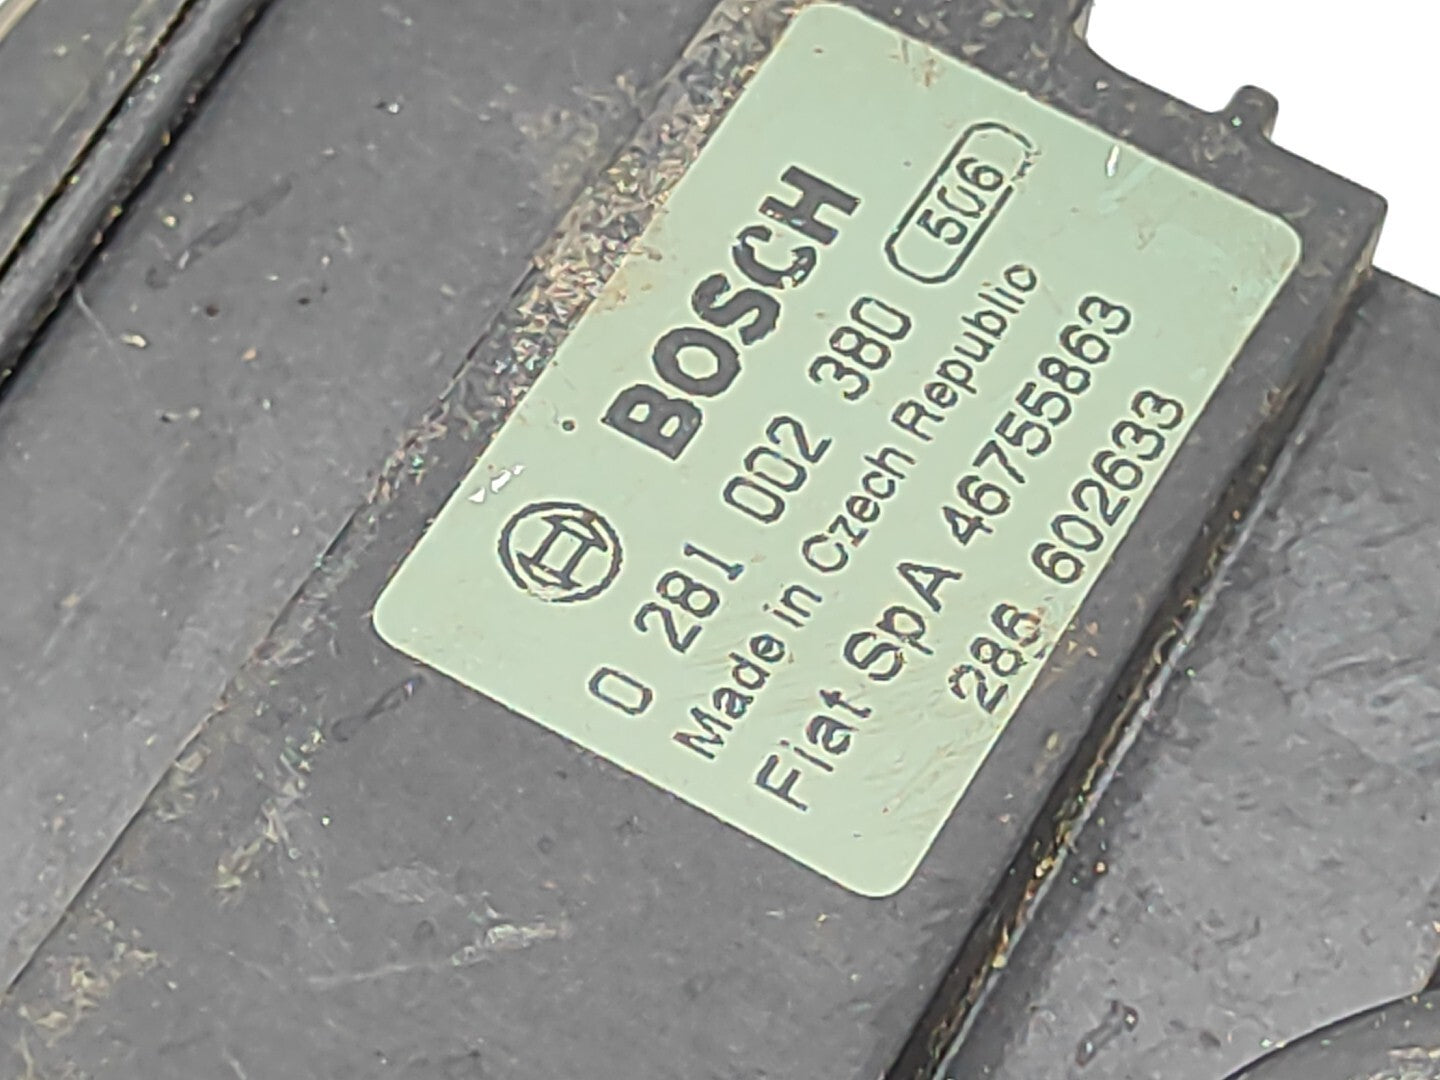 BOSCH
0 281 002 380 506
Made in Czech Republic
Fiat SpA 46755863
286 602633